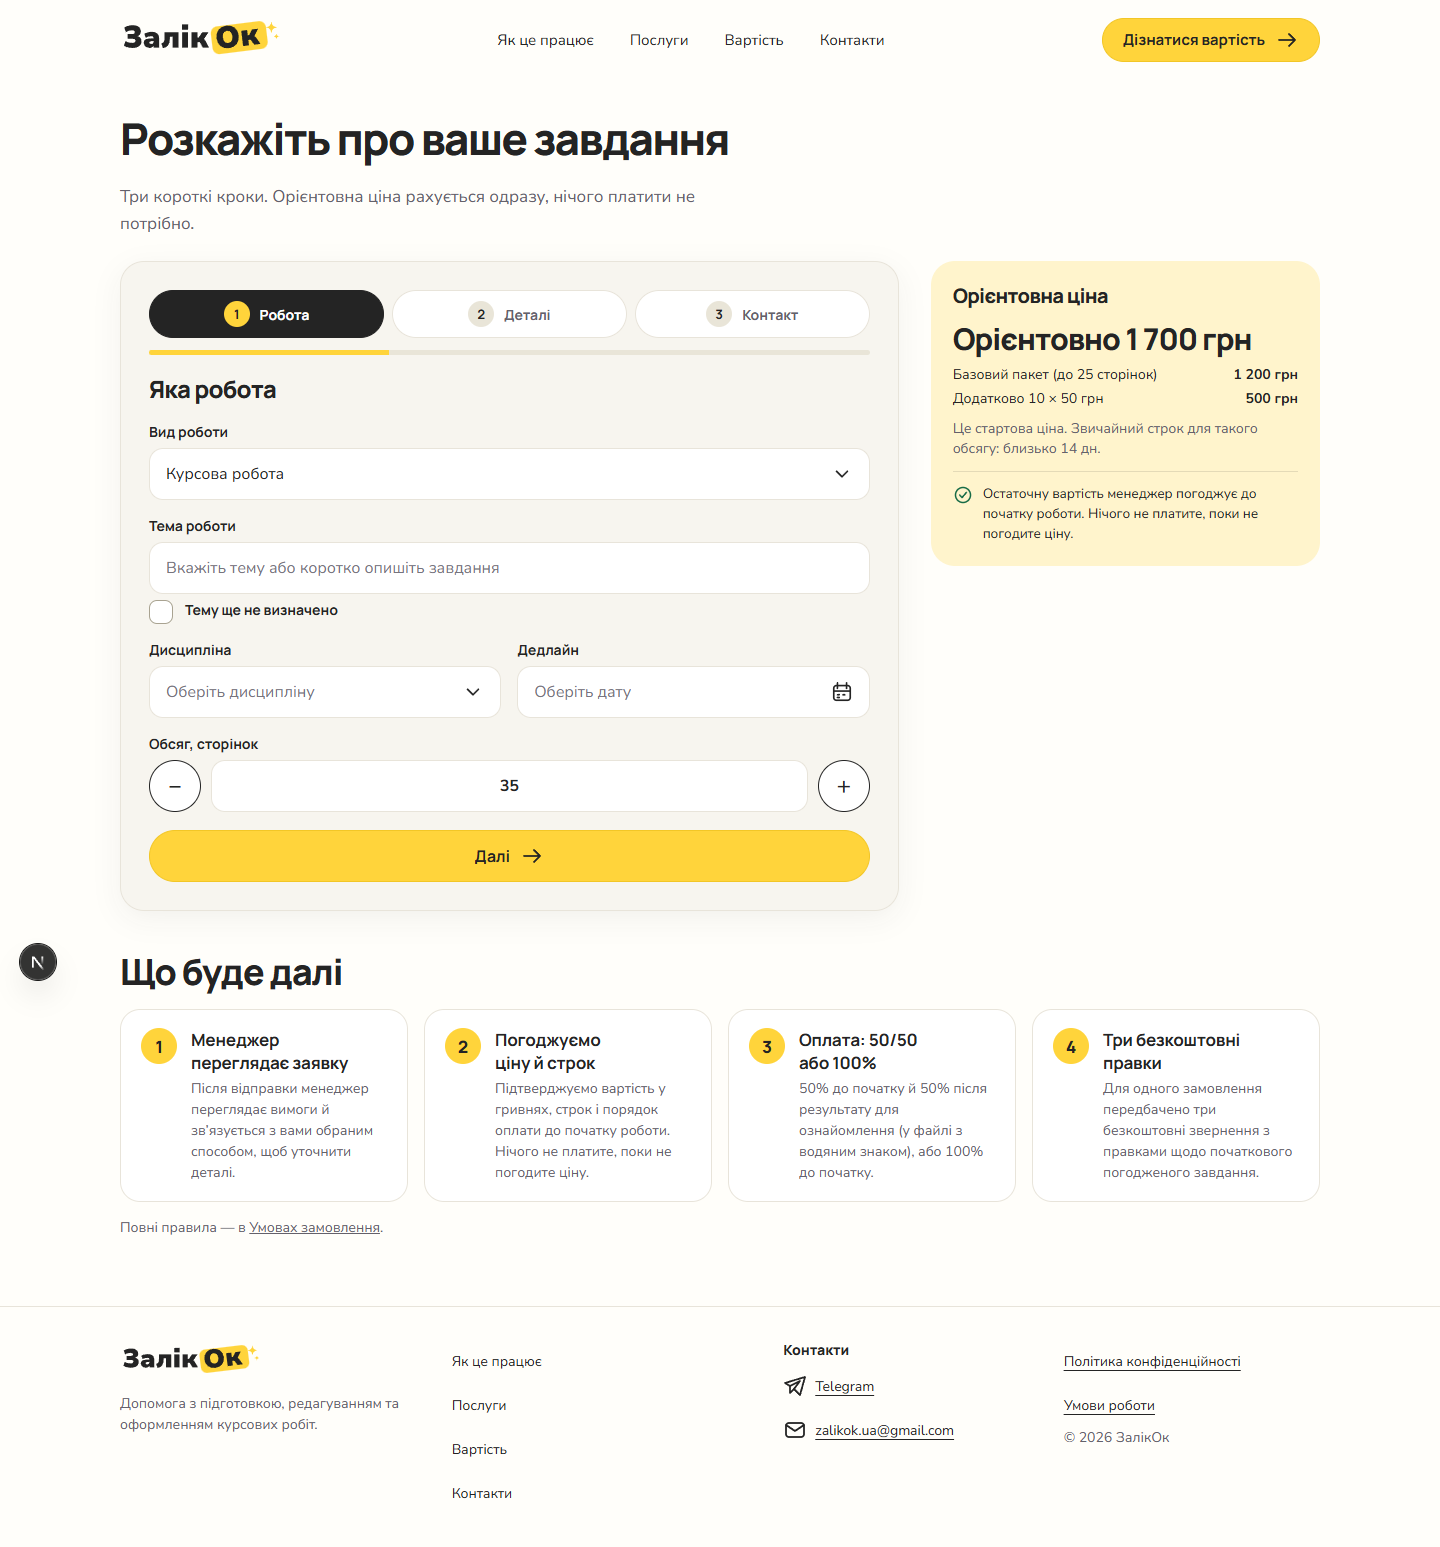 ЗалікОк
Як це працює
Послуги
Вартість
Контакти
Дізнатися вартість
Розкажіть про ваше завдання
Три короткі кроки. Орієнтовна ціна рахується одразу, нічого платити не
потрібно.
1 Робота
2 Деталі
3 Контакт
Яка робота
Вид роботи
Курсова робота
Тема роботи
Вкажіть тему або коротко опишіть завдання
Тему ще не визначено
Дисципліна
Оберіть дисципліну
Дедлайн
Оберіть дату
Обсяг, сторінок
− 35 +
Далі
Орієнтовна ціна
Орієнтовно 1 700 грн
Базовий пакет (до 25 сторінок) 1 200 грн
Додатково 10 × 50 грн 500 грн
Це стартова ціна. Звичайний строк для такого
обсягу: близько 14 дн.
Остаточну вартість менеджер погоджує до
початку роботи. Нічого не платите, поки не
погодите ціну.
N
Що буде далі
1
Менеджер
переглядає заявку
Після відправки менеджер
переглядає вимоги й
зв’язується з вами обраним
способом, щоб уточнити
деталі.
2
Погоджуємо
ціну й строк
Підтверджуємо вартість у
гривнях, строк і порядок
оплати до початку роботи.
Нічого не платите, поки не
погодите ціну.
3
Оплата: 50/50
або 100%
50% до початку й 50% після
результату для
ознайомлення (у файлі з
водяним знаком), або 100%
до початку.
4
Три безкоштовні
правки
Для одного замовлення
передбачено три
безкоштовні звернення з
правками щодо початкового
погодженого завдання.
Повні правила — в Умовах замовлення.
ЗалікОк
Допомога з підготовкою, редагуванням та
оформленням курсових робіт.
Як це працює
Послуги
Вартість
Контакти
Контакти
Telegram
zalikok.ua@gmail.com
Політика конфіденційності
Умови роботи
© 2026 ЗалікОк